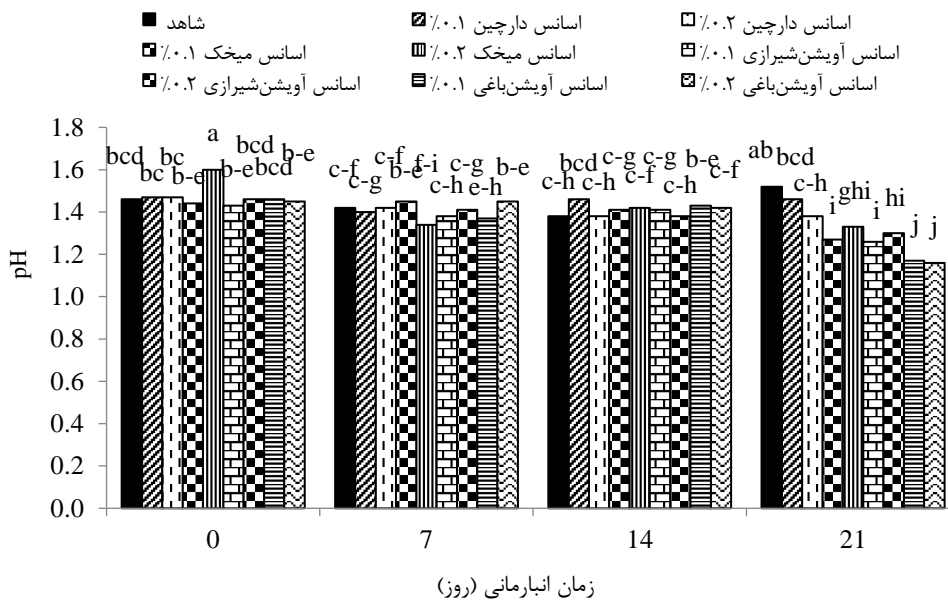 شاهد
اسانس دارچین ۰.۱٪
اسانس دارچین ۰.۲٪
اسانس میخک ۰.۱٪
اسانس میخک ۰.۲٪
اسانس آویشن‌شیرازی ۰.۱٪
اسانس آویشن‌شیرازی ۰.۲٪
اسانس آویشن‌باغی ۰.۱٪
اسانس آویشن‌باغی ۰.۲٪
pH
1.8
1.6
1.4
1.2
1.0
0.8
0.6
0.4
0.2
0.0
bcd
bc
bc
b-e
a
b-e
bcd
bcd
b-e
c-f
c-g
c-f
b-e
f-i
c-h
c-g
e-h
b-e
c-h
bcd
c-h
c-g
c-f
c-g
c-h
b-e
c-f
ab
bcd
c-h
i
ghi
i
hi
j
j
0
7
14
21
زمان انبارمانی (روز)